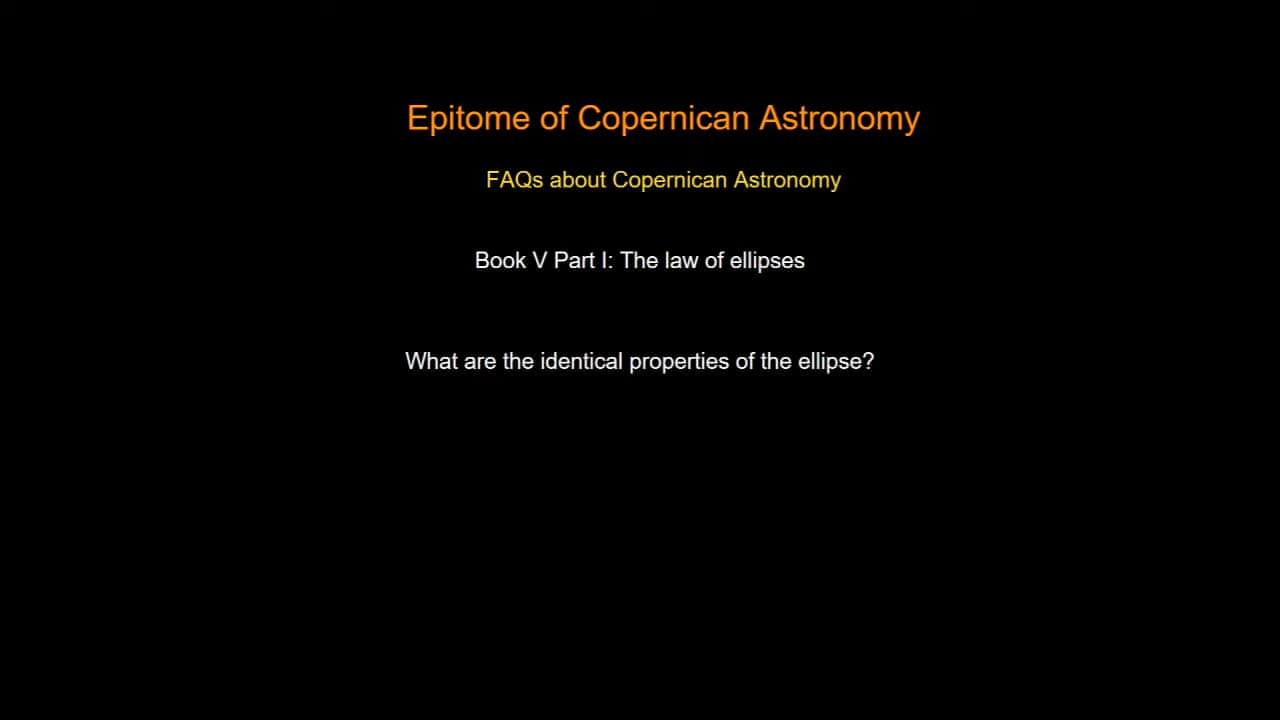 Epitome of Copernican Astronomy
FAQs about Copernican Astronomy
Book V Part I: The law of ellipses
What are the identical properties of the ellipse?